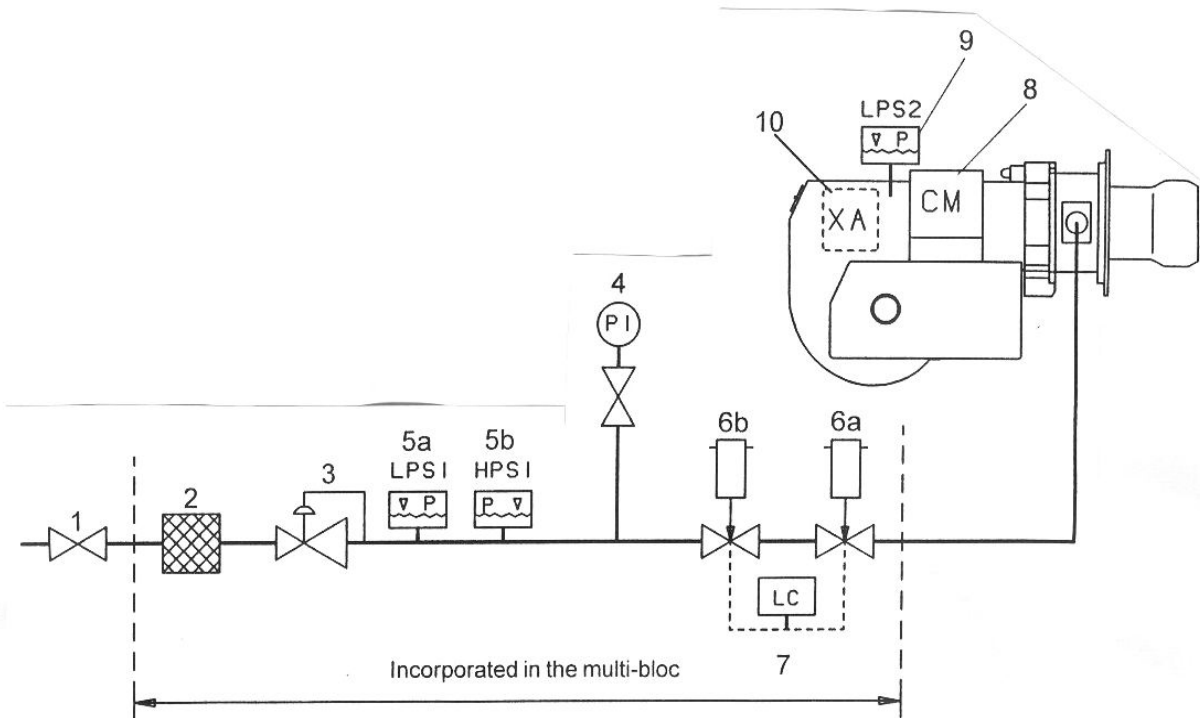 9
8
LPS2
10
∇ P
CM
XA
4
PI
6b
6a
5a
5b
3
LPS1
HPS1
2
∇ P
P ∇
1
LC
Incorporated in the multi-bloc
7